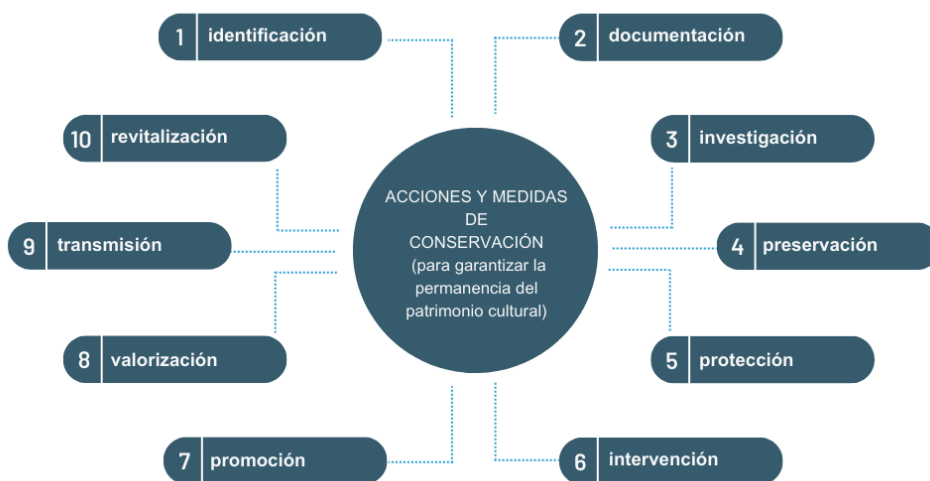 1 identificación
2 documentación
10 revitalización
3 investigación
ACCIONES Y MEDIDAS
DE
CONSERVACIÓN
(para garantizar la
permanencia del
patrimonio cultural)
9 transmisión
4 preservación
8 valorización
5 protección
7 promoción
6 intervención